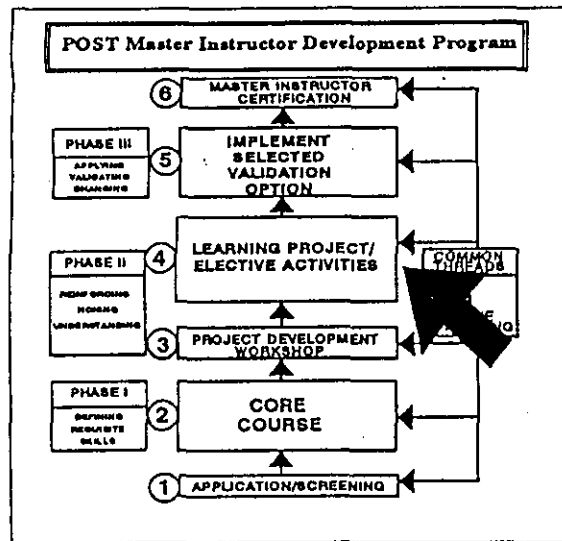 POST Master Instructor Development Program
6 MASTER INSTRUCTOR
CERTIFICATION
PHASE III
APPLYING
VALIDATING
CHANGING
5 IMPLEMENT
SELECTED
VALIDATION
OPTION
PHASE II
REINFORCING
HONING
UNDERSTANDING
4 LEARNING PROJECT/
ELECTIVE ACTIVITIES
COMMON
THREADS
3 PROJECT DEVELOPMENT
WORKSHOP
PHASE I
DEFINING
REQUISITE
SKILLS
2 CORE
COURSE
1 APPLICATION/SCREENING